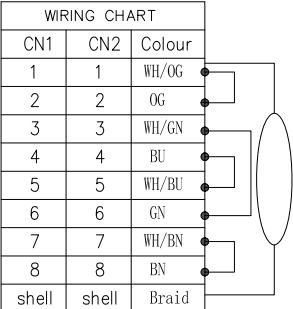 WIRING CHART
CN1 CN2 Colour
1 1 WH/OG
2 2 OG
3 3 WH/GN
4 4 BU
5 5 WH/BU
6 6 GN
7 7 WH/BN
8 8 BN
shell shell Braid